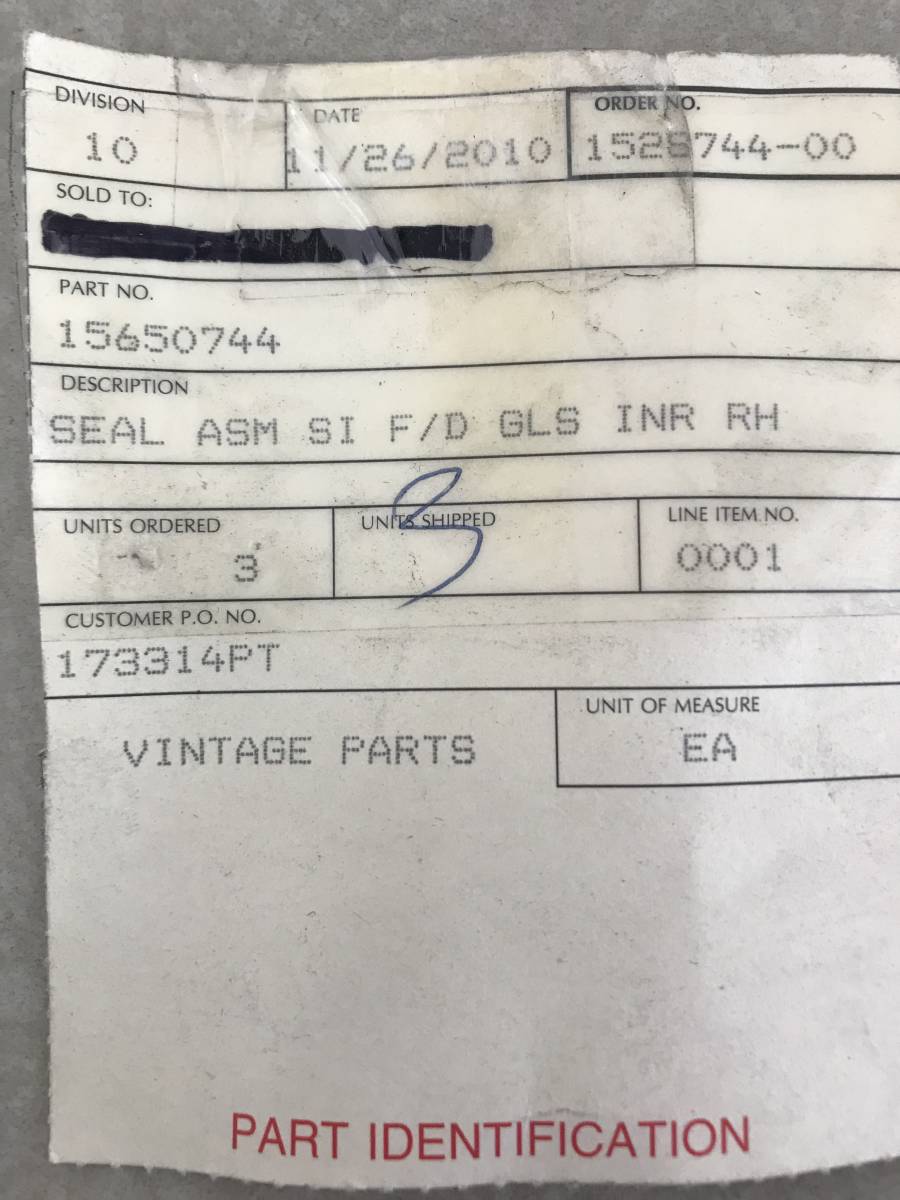 DIVISION DATE ORDER NO.
10 11/26/2010 1528744-00
SOLD TO:
PART NO.
15650744
DESCRIPTION
SEAL ASM SI F/D GLS INR RH
UNITS ORDERED UNITS SHIPPED LINE ITEM NO.
3 3 0001
CUSTOMER P.O. NO.
173314PT
UNIT OF MEASURE
VINTAGE PARTS EA
PART IDENTIFICATION